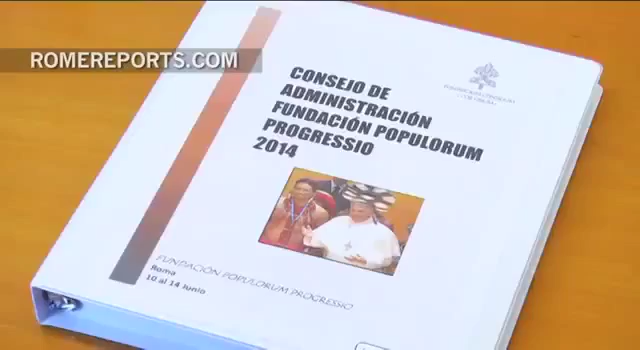 ROMEREPORTS.COM
CONSEJO DE
ADMINISTRACIÓN
FUNDACIÓN POPULORUM
PROGRESSIO
2014
FUNDACIÓN POPULORUM PROGRESSIO
Roma
10 al 14 Junio